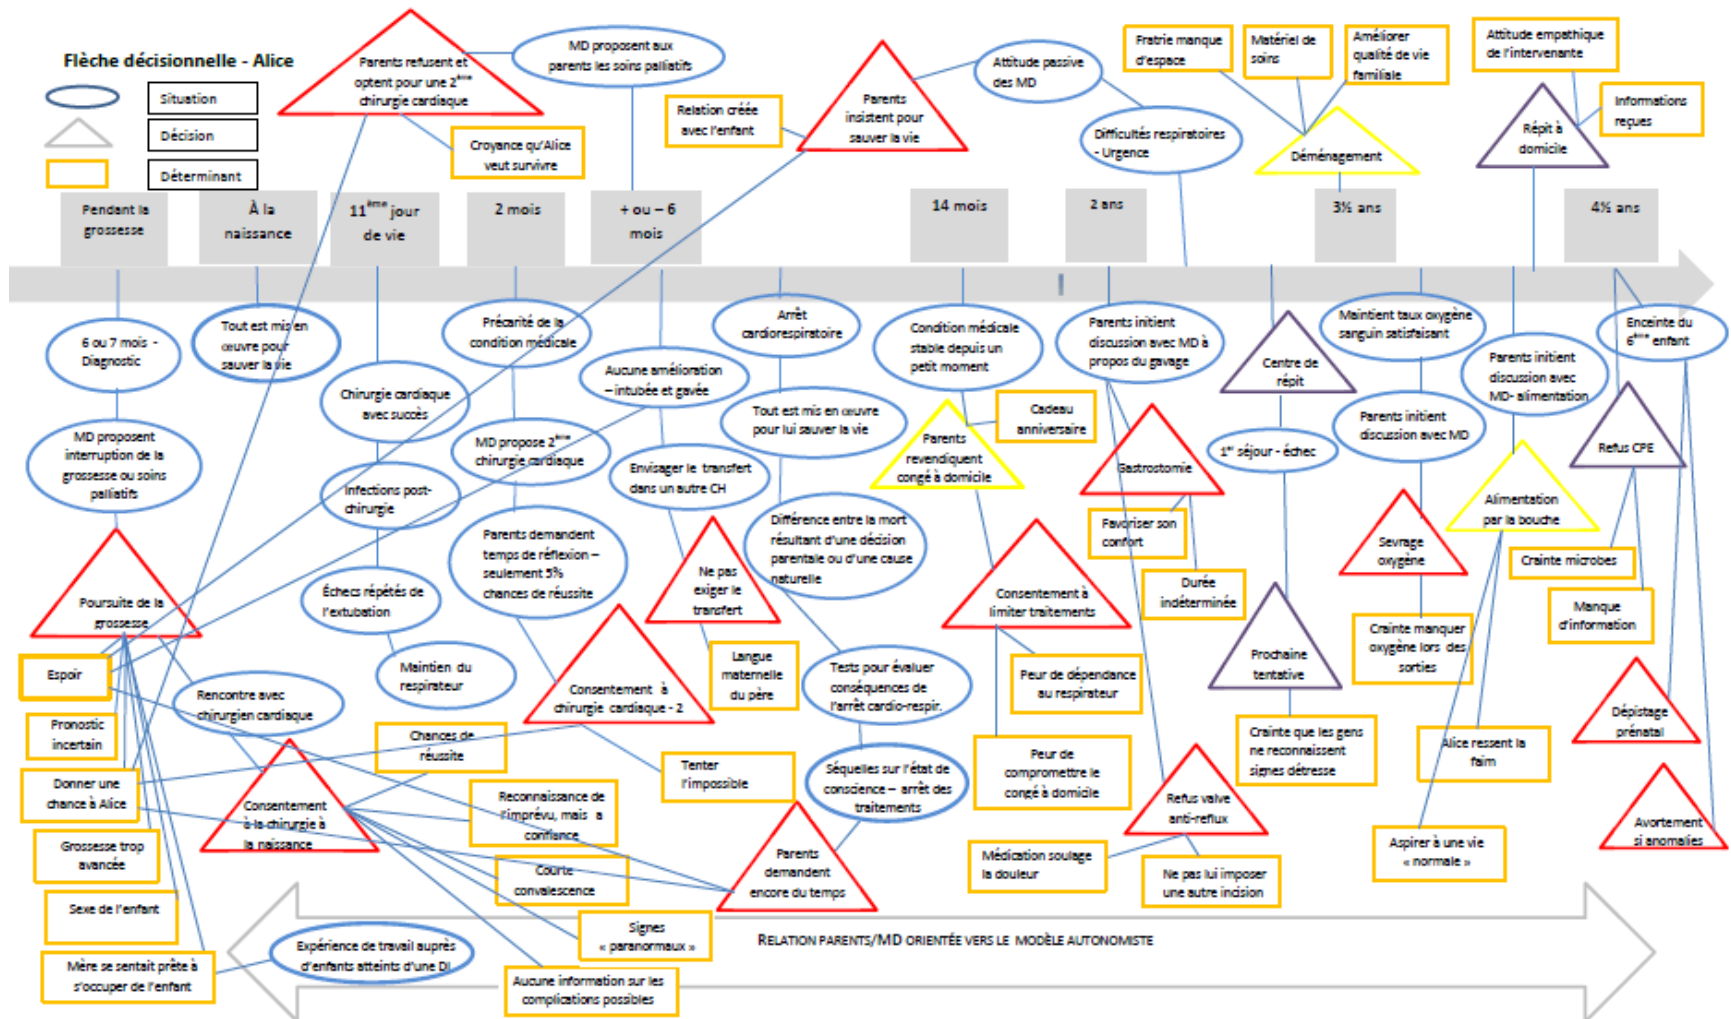 Flèche décisionnelle - Alice
Situation
Décision
Déterminant
Parents refusent et
optent pour une 2ème
chirurgie cardiaque
MD proposent aux
parents les soins palliatifs
Croyance qu'Alice
veut survivre
Relation créée
avec l'enfant
Parents
insistent pour
sauver la vie
Attitude passive
des MD
Difficultés respiratoires
- Urgence
Fratrie manque
d'espace
Matériel de
soins
Améliorer
qualité de vie
familiale
Déménagement
Attitude empathique
de l'intervenante
Informations
reçues
Répit à
domicile
Pendant la
grossesse
À la
naissance
11ème jour
de vie
2 mois
+ ou – 6
mois
14 mois
2 ans
3½ ans
4½ ans
6 ou 7 mois -
Diagnostic
MD proposent
interruption de la
grossesse ou soins
palliatifs
Poursuite de la
grossesse
Espoir
Pronostic
incertain
Donner une
chance à Alice
Grossesse trop
avancée
Sexe de l'enfant
Mère se sentait prête à
s'occuper de l'enfant
Tout est mis en
œuvre pour
sauver la vie
Rencontre avec
chirurgien cardiaque
Consentement
à la chirurgie à
la naissance
Expérience de travail auprès
d'enfants atteints d'une DI
Chirurgie cardiaque
avec succès
Infections post-
chirurgie
Échecs répétés de
l'extubation
Maintien du
respirateur
Chances de
réussite
Reconnaissance de
l'imprévu, mais a
confiance
Courte
convalescence
Signes
« paranormaux »
Aucune information sur les
complications possibles
Précarité de la
condition médicale
MD propose 2ème
chirurgie cardiaque
Parents demandent
temps de réflexion –
seulement 5%
chances de réussite
Consentement à
chirurgie cardiaque - 2
Tenter
l'impossible
Aucune amélioration
– intubée et gavée
Envisager le transfert
dans un autre CH
Ne pas
exiger le
transfert
Langue
maternelle
du père
Arrêt
cardiorespiratoire
Tout est mis en œuvre
pour lui sauver la vie
Différence entre la mort
résultant d'une décision
parentale ou d'une cause
naturelle
Tests pour évaluer
conséquences de
l'arrêt cardio-respir.
Séquelles sur l'état de
conscience – arrêt des
traitements
Parents
demandent
encore du temps
Condition médicale
stable depuis un
petit moment
Cadeau
anniversaire
Parents
revendiquent
congé à domicile
Consentement à
limiter traitements
Peur de dépendance
au respirateur
Peur de
compromettre le
congé à domicile
Parents initient
discussion avec MD à
propos du gavage
Gastrostomie
Favoriser son
confort
Durée
indéterminée
Refus valve
anti-reflux
Médication soulage
la douleur
Ne pas lui imposer
une autre incision
Centre de
répit
1er séjour - échec
Prochaine
tentative
Crainte que les gens
ne reconnaissent
signes détresse
Maintient taux oxygène
sanguin satisfaisant
Parents initient
discussion avec MD
Sevrage
oxygène
Crainte manquer
oxygène lors des
sorties
Parents initient
discussion avec
MD- alimentation
Alimentation
par la bouche
Alice ressent la
faim
Aspirer à une vie
« normale »
Enceinte du
6ème enfant
Refus CPE
Crainte microbes
Manque
d'information
Dépistage
prénatal
Avortement
si anomalies
RELATION PARENTS/MD ORIENTÉE VERS LE MODÈLE AUTONOMISTE